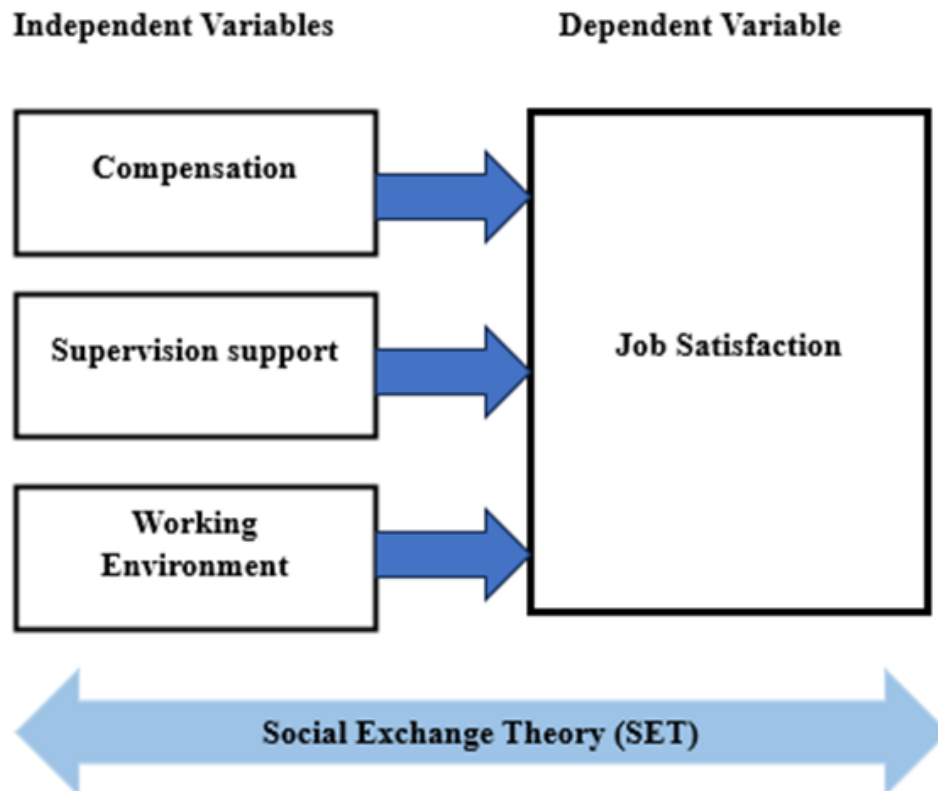 Independent Variables
Dependent Variable
Compensation
Supervision support
Job Satisfaction
Working
Environment
Social Exchange Theory (SET)